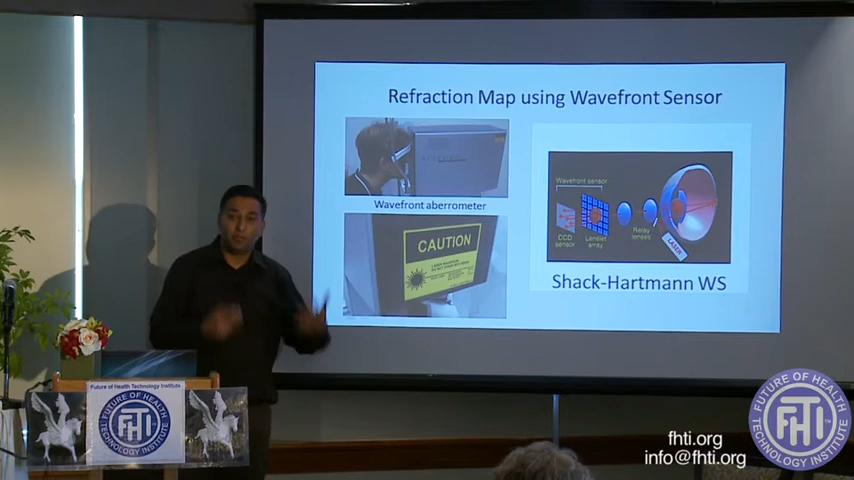 Refraction Map using Wavefront Sensor
Wavefront aberrometer
CAUTION
Wavefront sensor
CCD
sensor
Lenslet
array
Relay
lenses
LASER
Shack-Hartmann WS
Future of Health Technology Institute
FUTURE OF HEALTH
FHTI
TECHNOLOGY INSTITUTE
fhti.org
info@fhti.org
FUTURE OF HEALTH
FHTI
TECHNOLOGY INSTITUTE